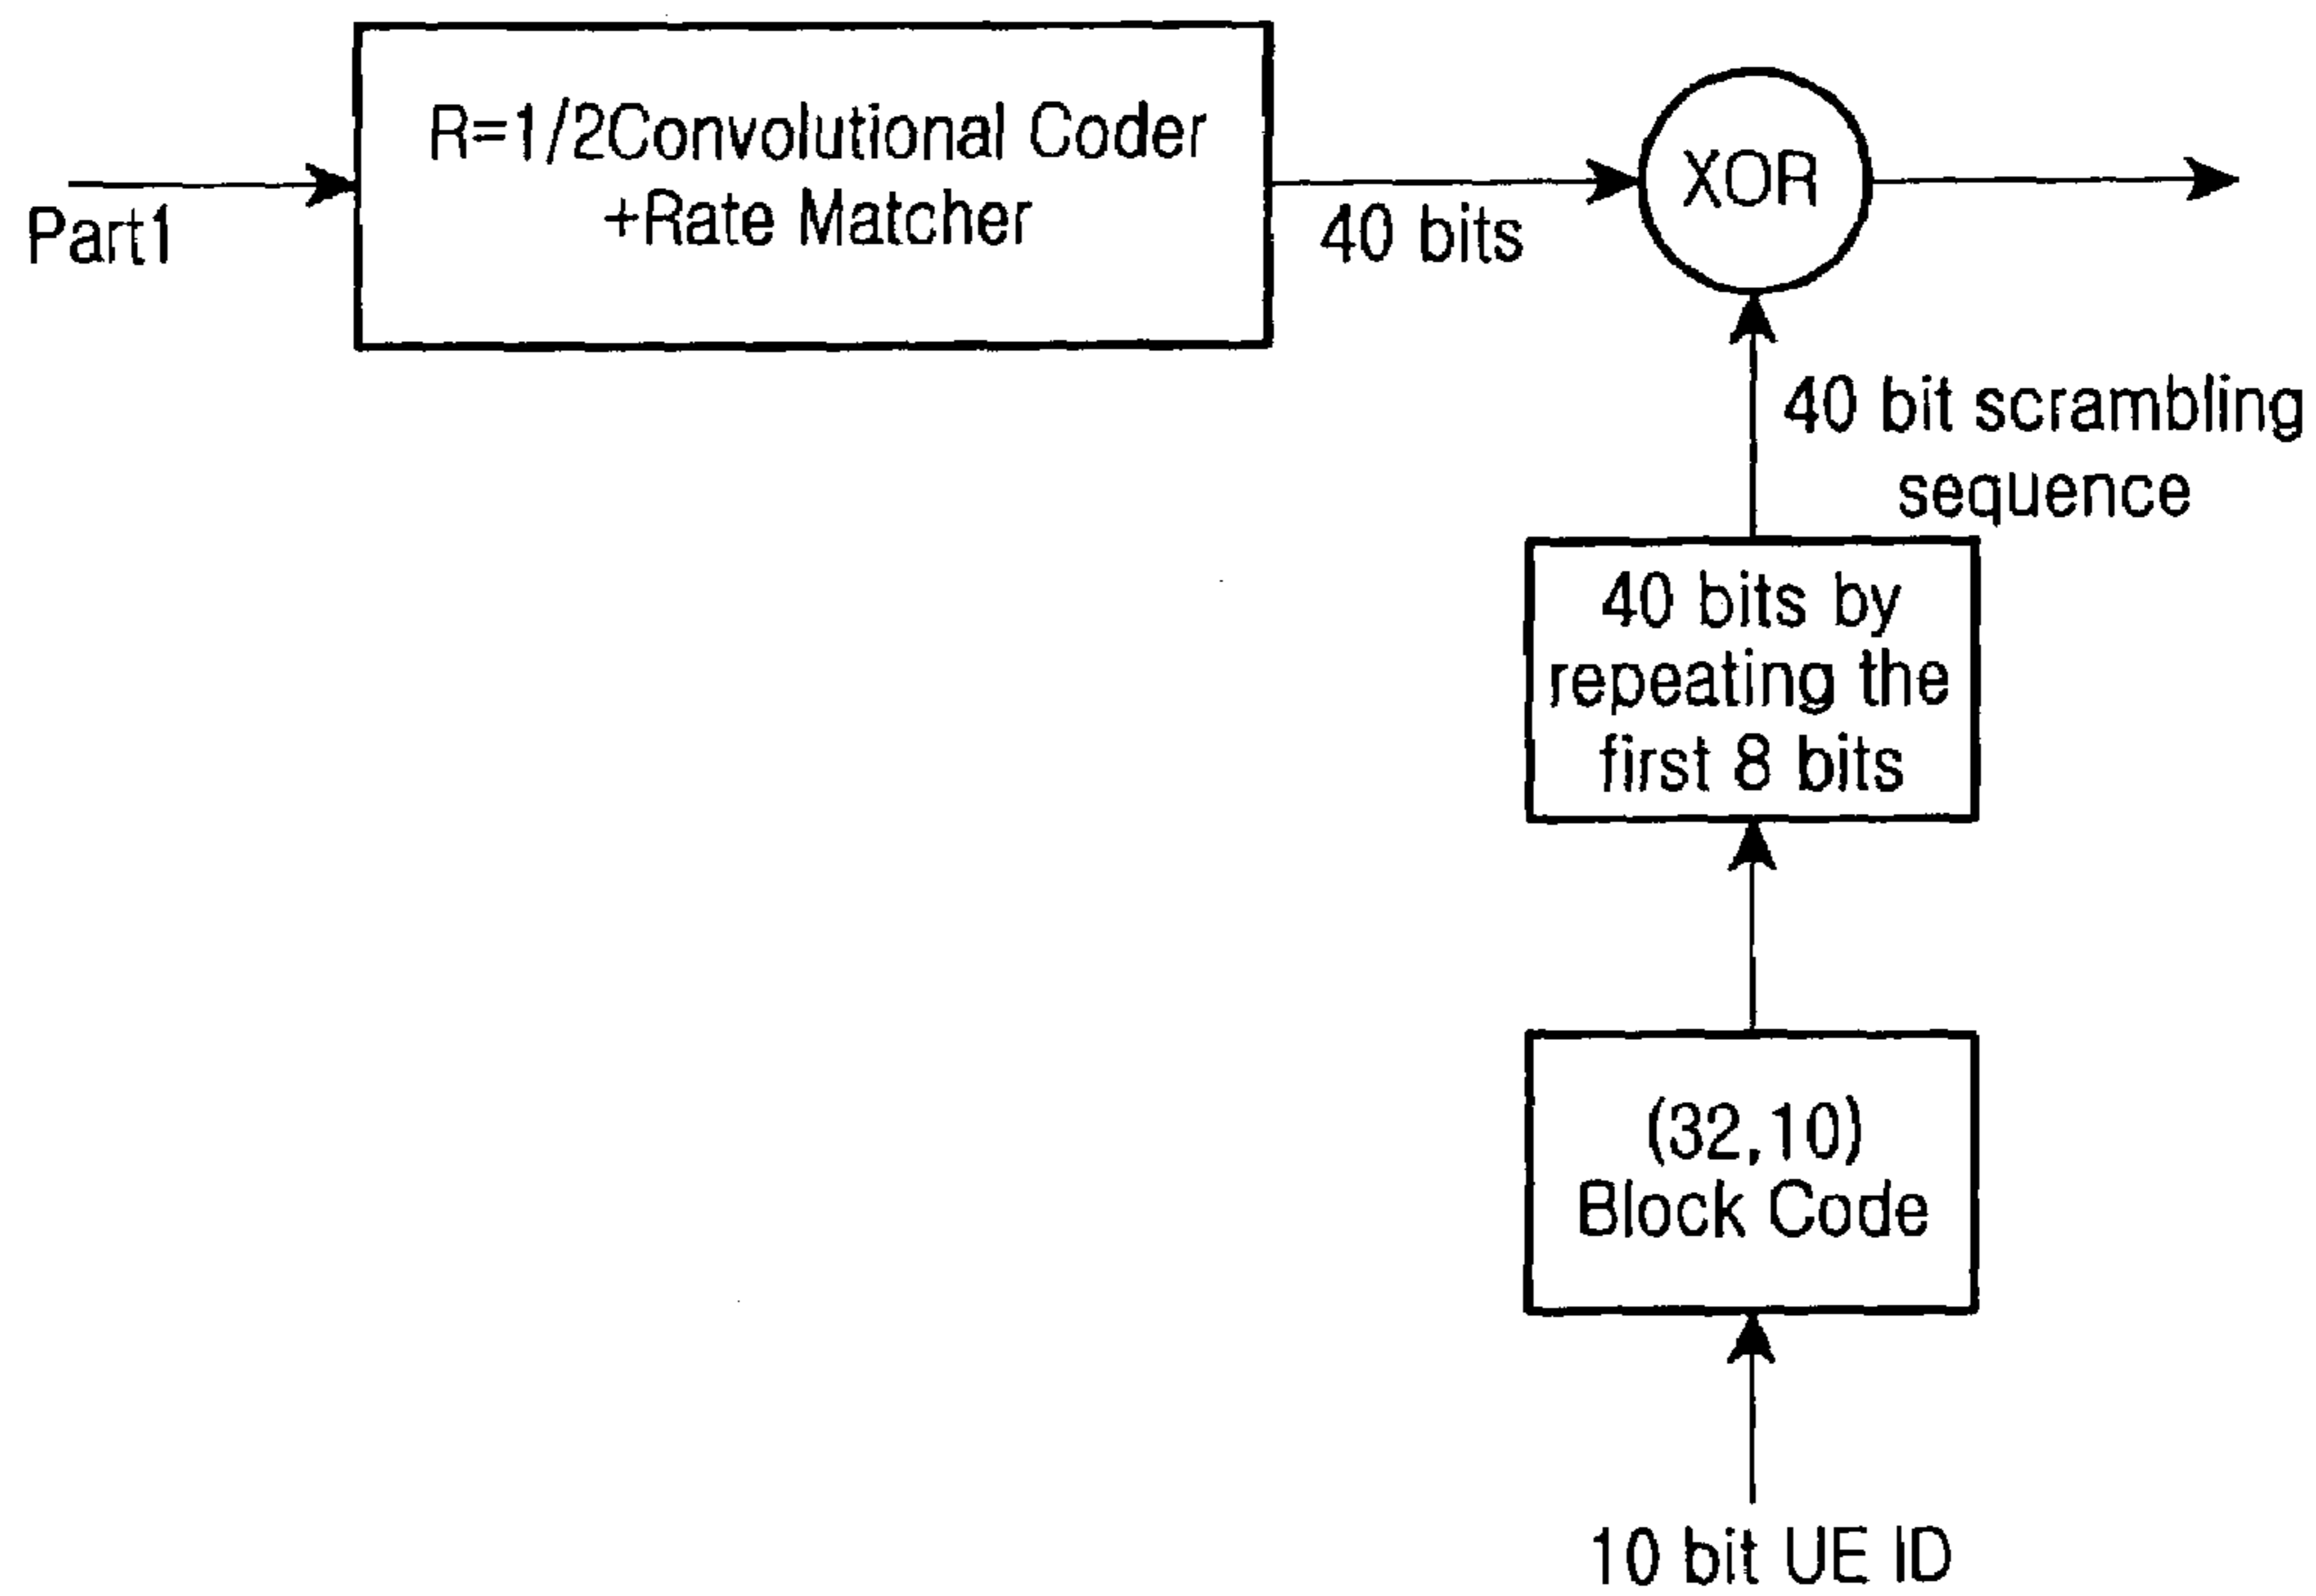 R=1/2Convolutional Coder
+Rate Matcher
Part1
40 bits
XOR
40 bit scrambling
sequence
40 bits by
repeating the
first 8 bits
(32,10)
Block Code
10 bit UE ID